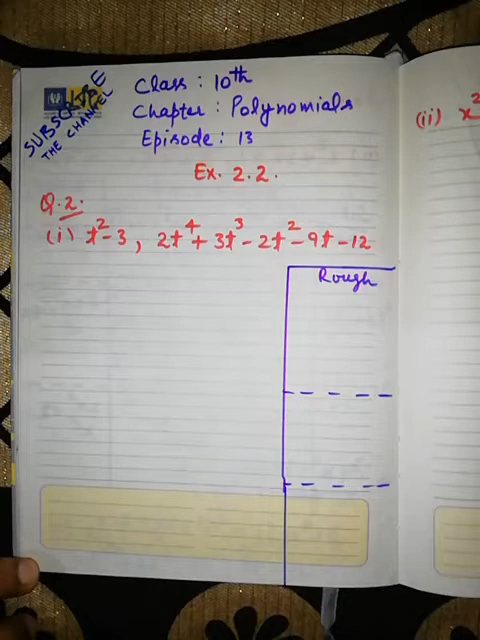 SUBSCRIBE
THE CHANNEL
Class : 10th
Chapter : Polynomials
Episode : 13
Ex. 2.2.
Q.2.
(i) t² - 3, 2t⁴ + 3t³ - 2t² - 9t - 12
Rough
(ii) x²